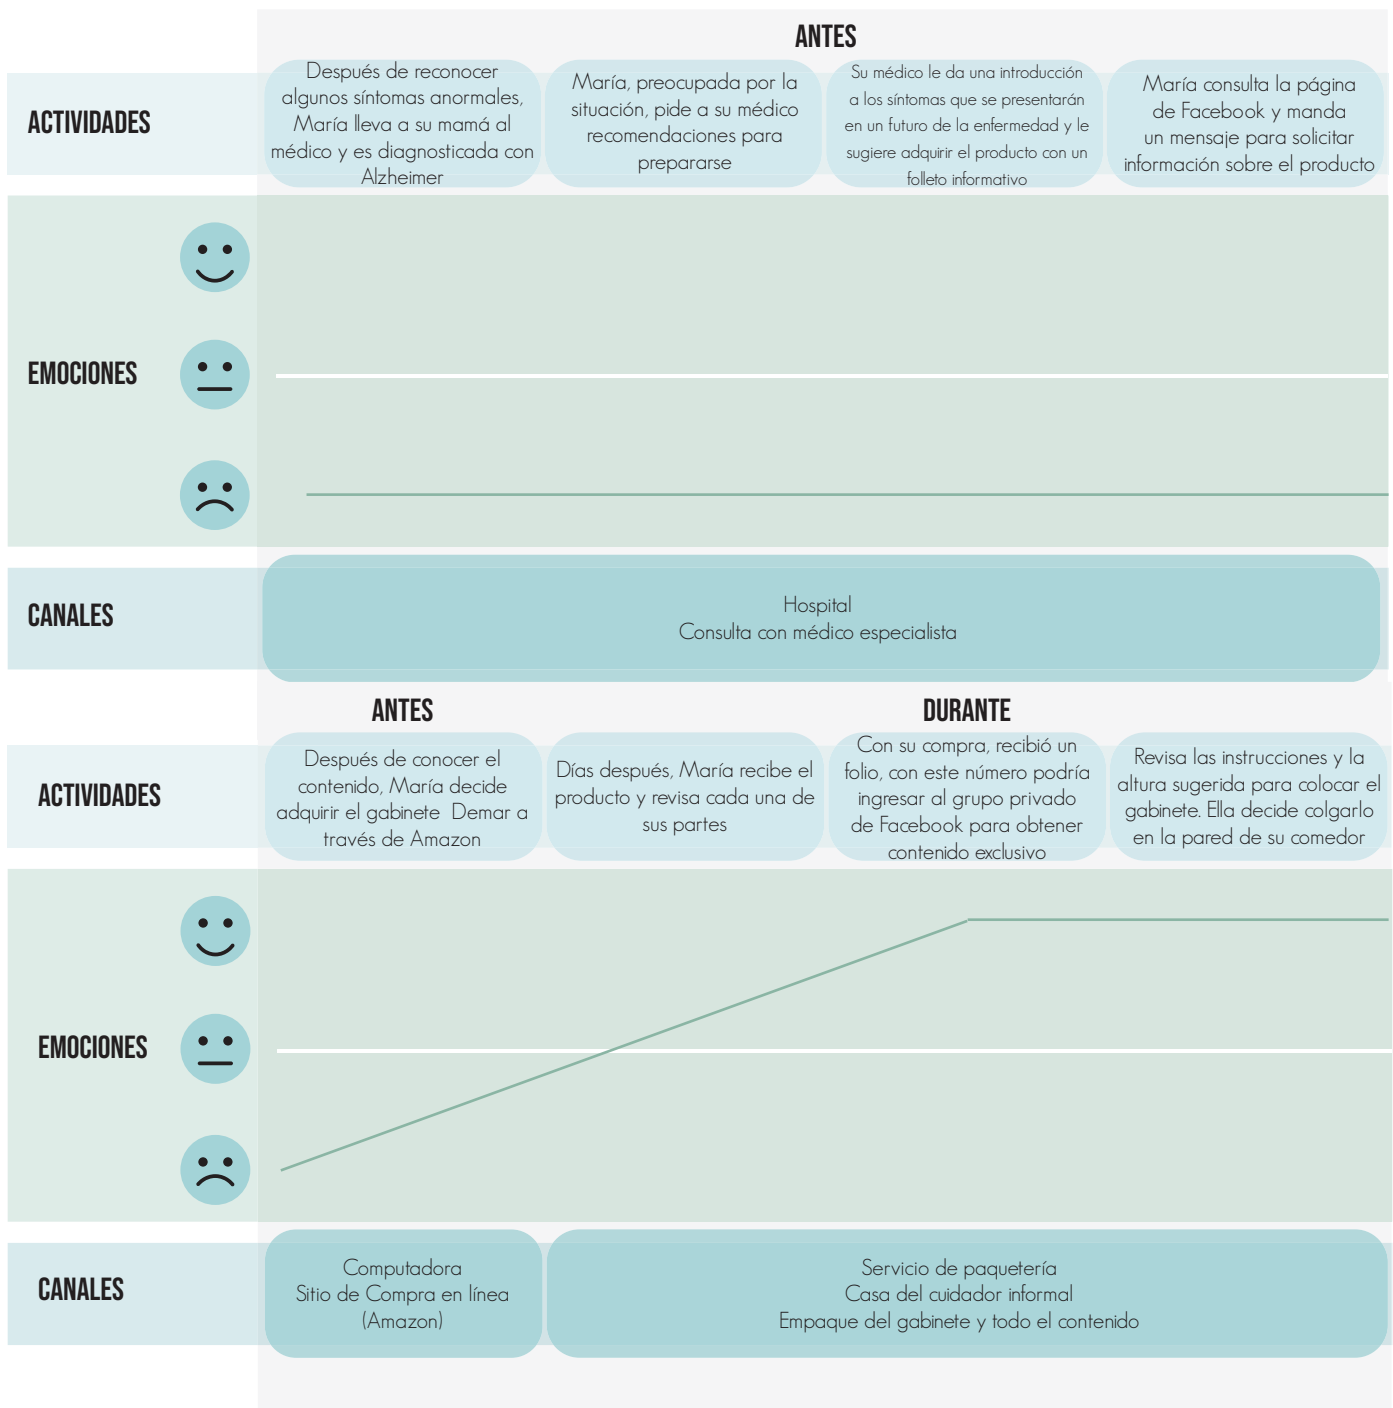 ANTES
ACTIVIDADES
Después de reconocer
algunos síntomas anormales,
María lleva a su mamá al
médico y es diagnosticada con
Alzheimer
María, preocupada por la
situación, pide a su médico
recomendaciones para
prepararse
Su médico le da una introducción
a los síntomas que se presentarán
en un futuro de la enfermedad y le
sugiere adquirir el producto con un
folleto informativo
María consulta la página
de Facebook y manda
un mensaje para solicitar
información sobre el producto
EMOCIONES
CANALES
Hospital
Consulta con médico especialista
ANTES
DURANTE
ACTIVIDADES
Después de conocer el
contenido, María decide
adquirir el gabinete Demar a
través de Amazon
Días después, María recibe el
producto y revisa cada una de
sus partes
Con su compra, recibió un
folio, con este número podría
ingresar al grupo privado
de Facebook para obtener
contenido exclusivo
Revisa las instrucciones y la
altura sugerida para colocar el
gabinete. Ella decide colgarlo
en la pared de su comedor
EMOCIONES
CANALES
Computadora
Sitio de Compra en línea
(Amazon)
Servicio de paquetería
Casa del cuidador informal
Empaque del gabinete y todo el contenido